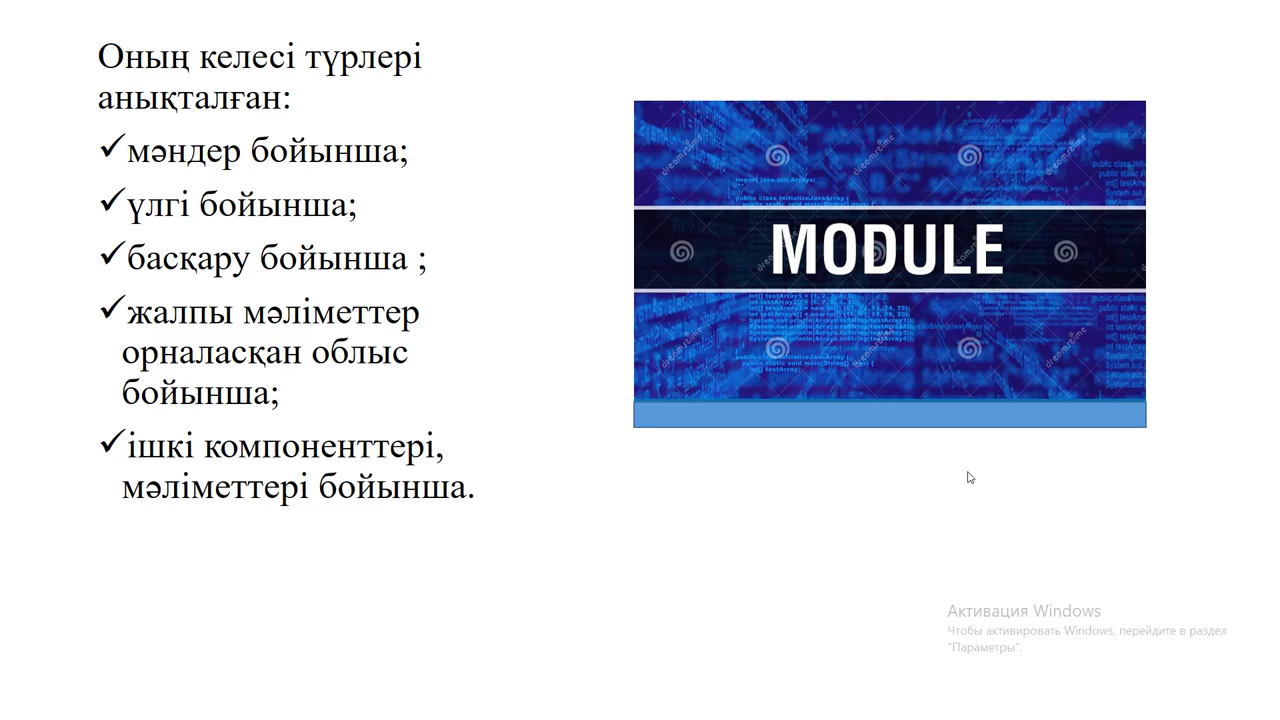 Оның келесі түрлері
анықталған:
✓мәндер бойынша;
✓үлгі бойынша;
✓басқару бойынша ;
✓жалпы мәліметтер
орналасқан облыс
бойынша;
✓ішкі компоненттері,
мәліметтері бойынша.
MODULE
Активация Windows
Чтобы активировать Windows, перейдите в раздел
"Параметры".